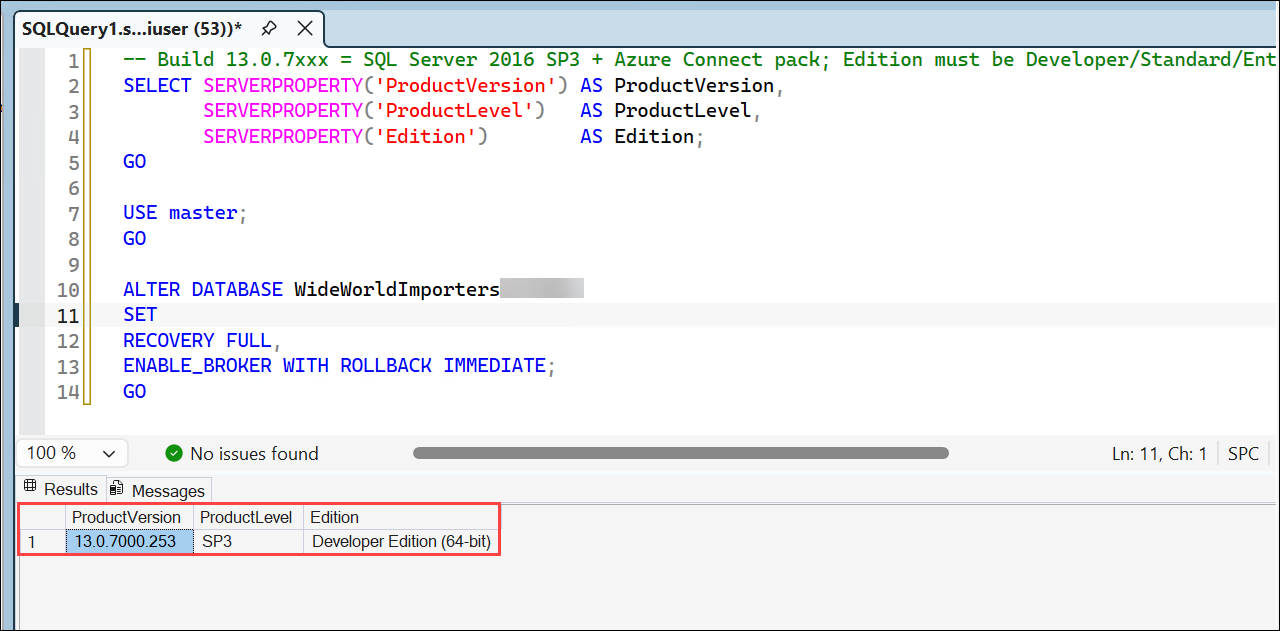 SQLQuery1.s...iuser (53))*
1 -- Build 13.0.7xxx = SQL Server 2016 SP3 + Azure Connect pack; Edition must be Developer/Standard/Ent
2 SELECT SERVERPROPERTY('ProductVersion') AS ProductVersion,
3 SERVERPROPERTY('ProductLevel') AS ProductLevel,
4 SERVERPROPERTY('Edition') AS Edition;
5 GO
6
7 USE master;
8 GO
9
10 ALTER DATABASE WideWorldImporters
11 SET
12 RECOVERY FULL,
13 ENABLE_BROKER WITH ROLLBACK IMMEDIATE;
14 GO
100 % No issues found Ln: 11, Ch: 1 SPC
Results Messages
ProductVersion ProductLevel Edition
1 13.0.7000.253 SP3 Developer Edition (64-bit)